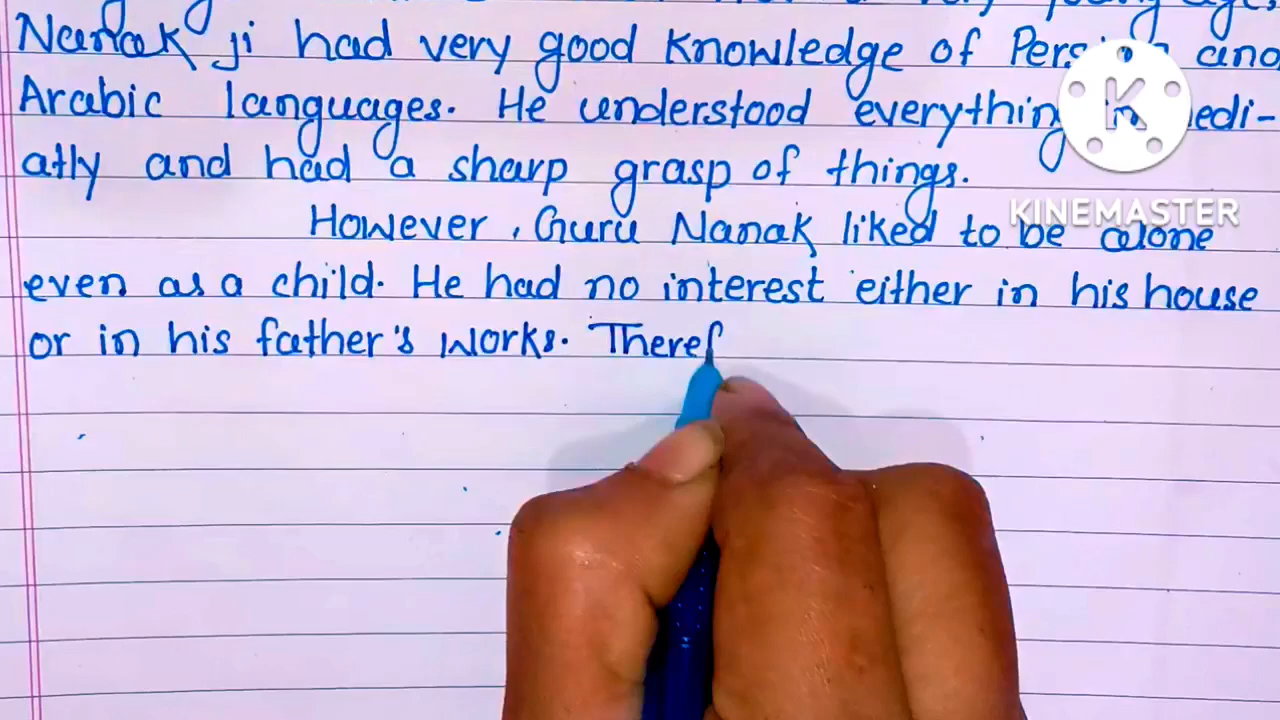 Nanak ji had very good knowledge of and
Arabic languages. He understood everything
atly and had a sharp grasp of things.
However, Guru Nanak liked to be alone
even as a child. He had no interest either in his house
or in his father's works. Theref
K
KINEMASTER